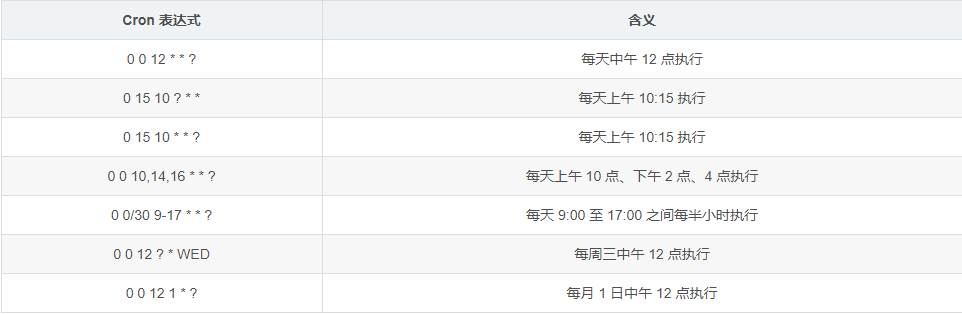 Cron 表达式 含义
0 0 12 * * ? 每天中午 12 点执行
0 15 10 ? * * 每天上午 10:15 执行
0 15 10 * * ? 每天上午 10:15 执行
0 0 10,14,16 * * ? 每天上午 10 点、下午 2 点、4 点执行
0 0/30 9-17 * * ? 每天 9:00 至 17:00 之间每半小时执行
0 0 12 ? * WED 每周三中午 12 点执行
0 0 12 1 * ? 每月 1 日中午 12 点执行